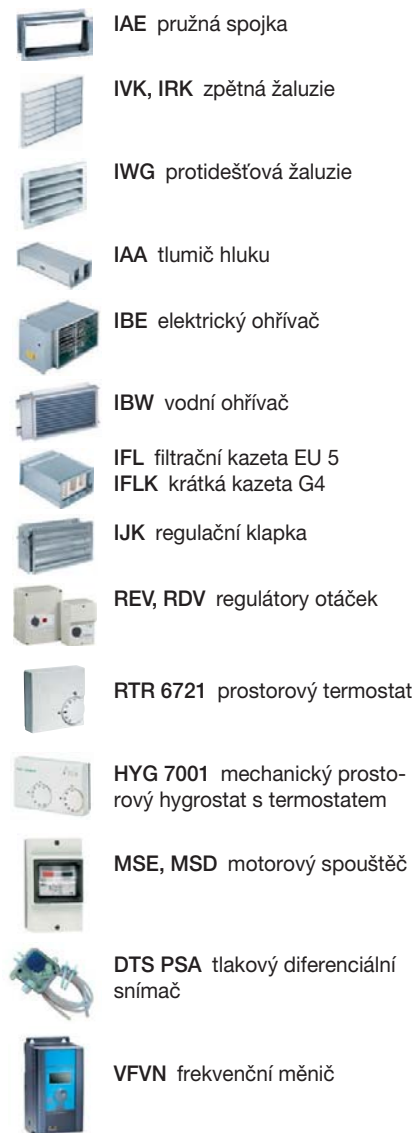 IAE pružná spojka
IVK, IRK zpětná žaluzie
IWG protidešťová žaluzie
IAA tlumič hluku
IBE elektrický ohřívač
IBW vodní ohřívač
IFL filtrační kazeta EU 5
IFLK krátká kazeta G4
IJK regulační klapka
REV, RDV regulátory otáček
RTR 6721 prostorový termostat
HYG 7001 mechanický prosto-
rový hygrostat s termostatem
MSE, MSD motorový spouštěč
DTS PSA tlakový diferenciální
snímač
VFVN frekvenční měnič